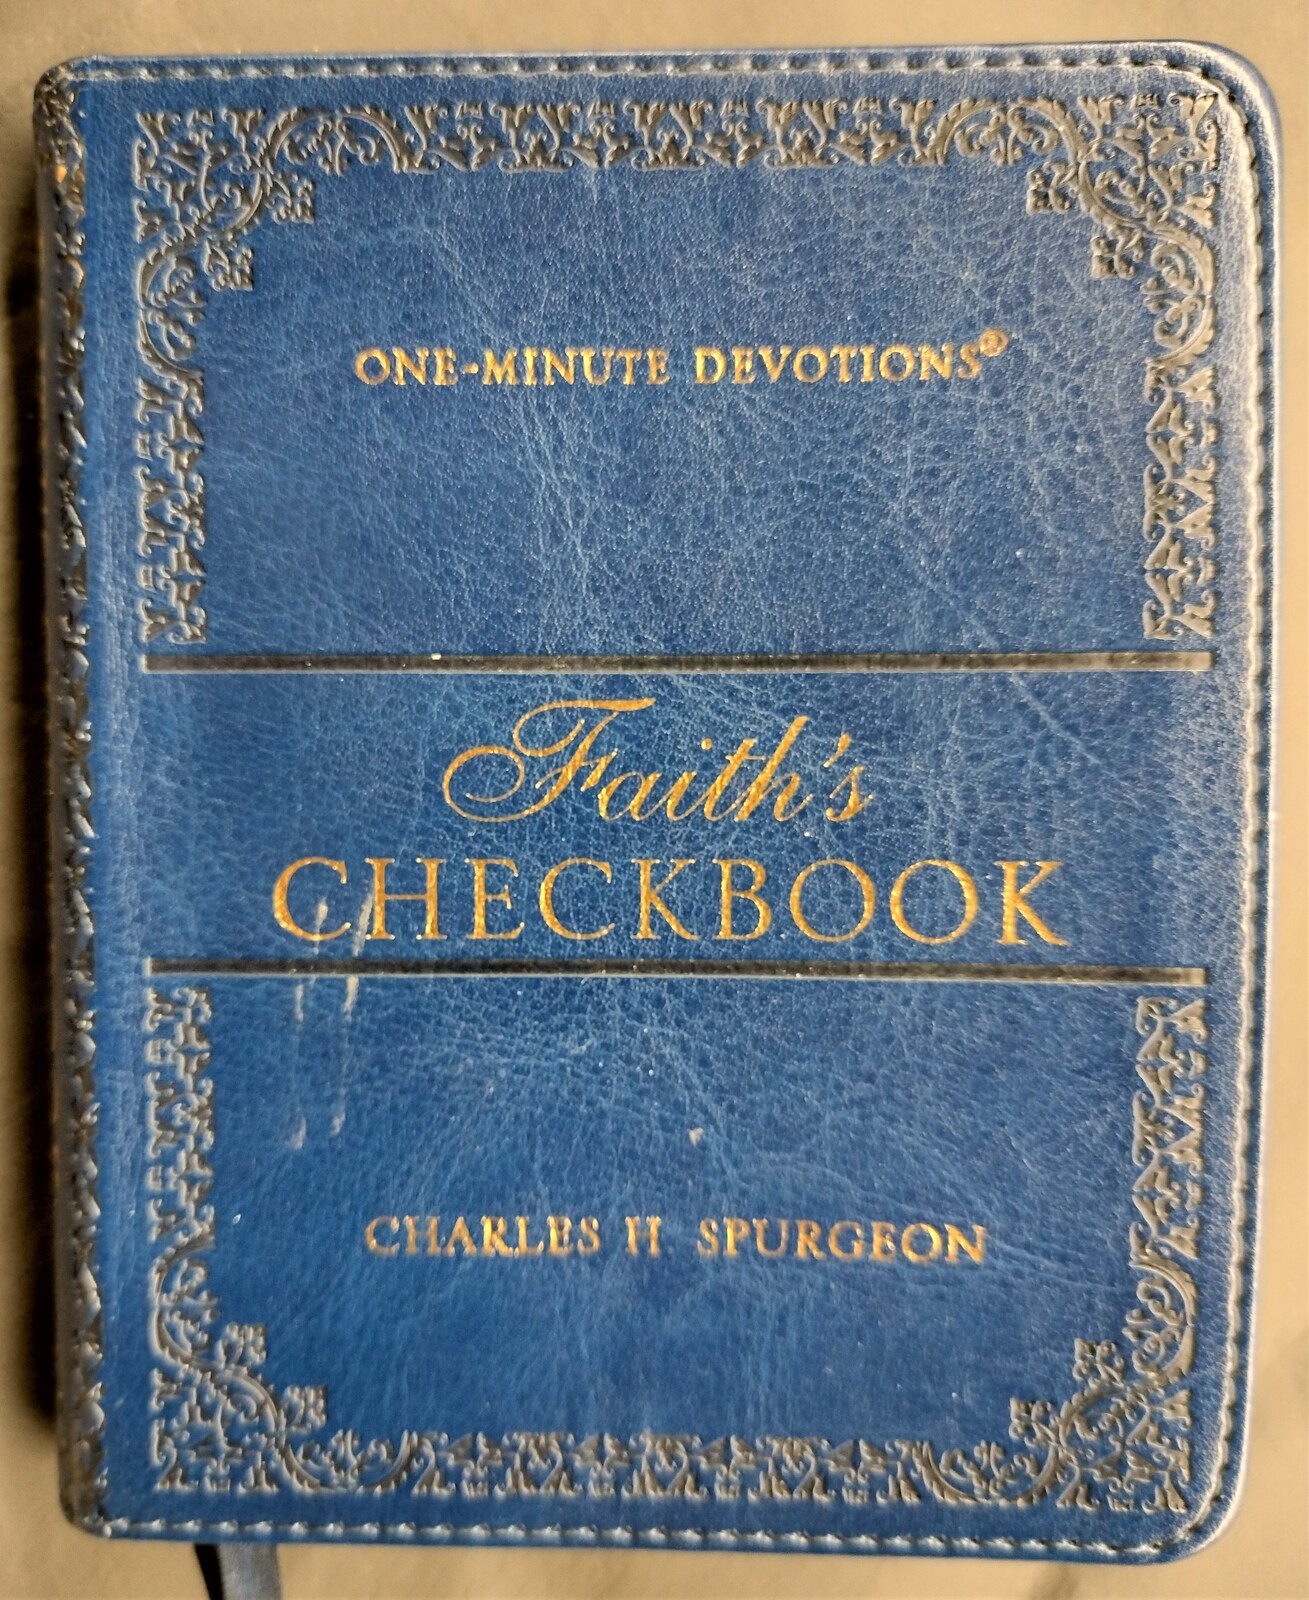 ONE-MINUTE DEVOTIONS®
Faith's
CHECKBOOK
CHARLES H SPURGEON